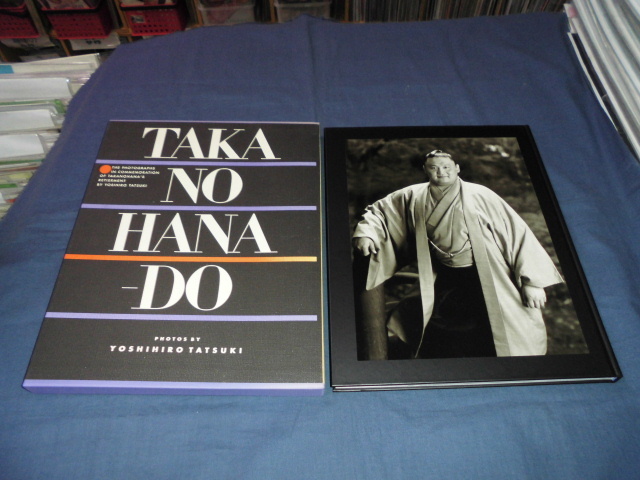 TAKA
THE PHOTOGRAPHS
IN COMMEMORATION
OF TAKANOHANA'S
RETIREMENT
BY YOSHIHIRO TATSUKI
NO
HANA
-DO
PHOTOS BY
YOSHIHIRO TATSUKI